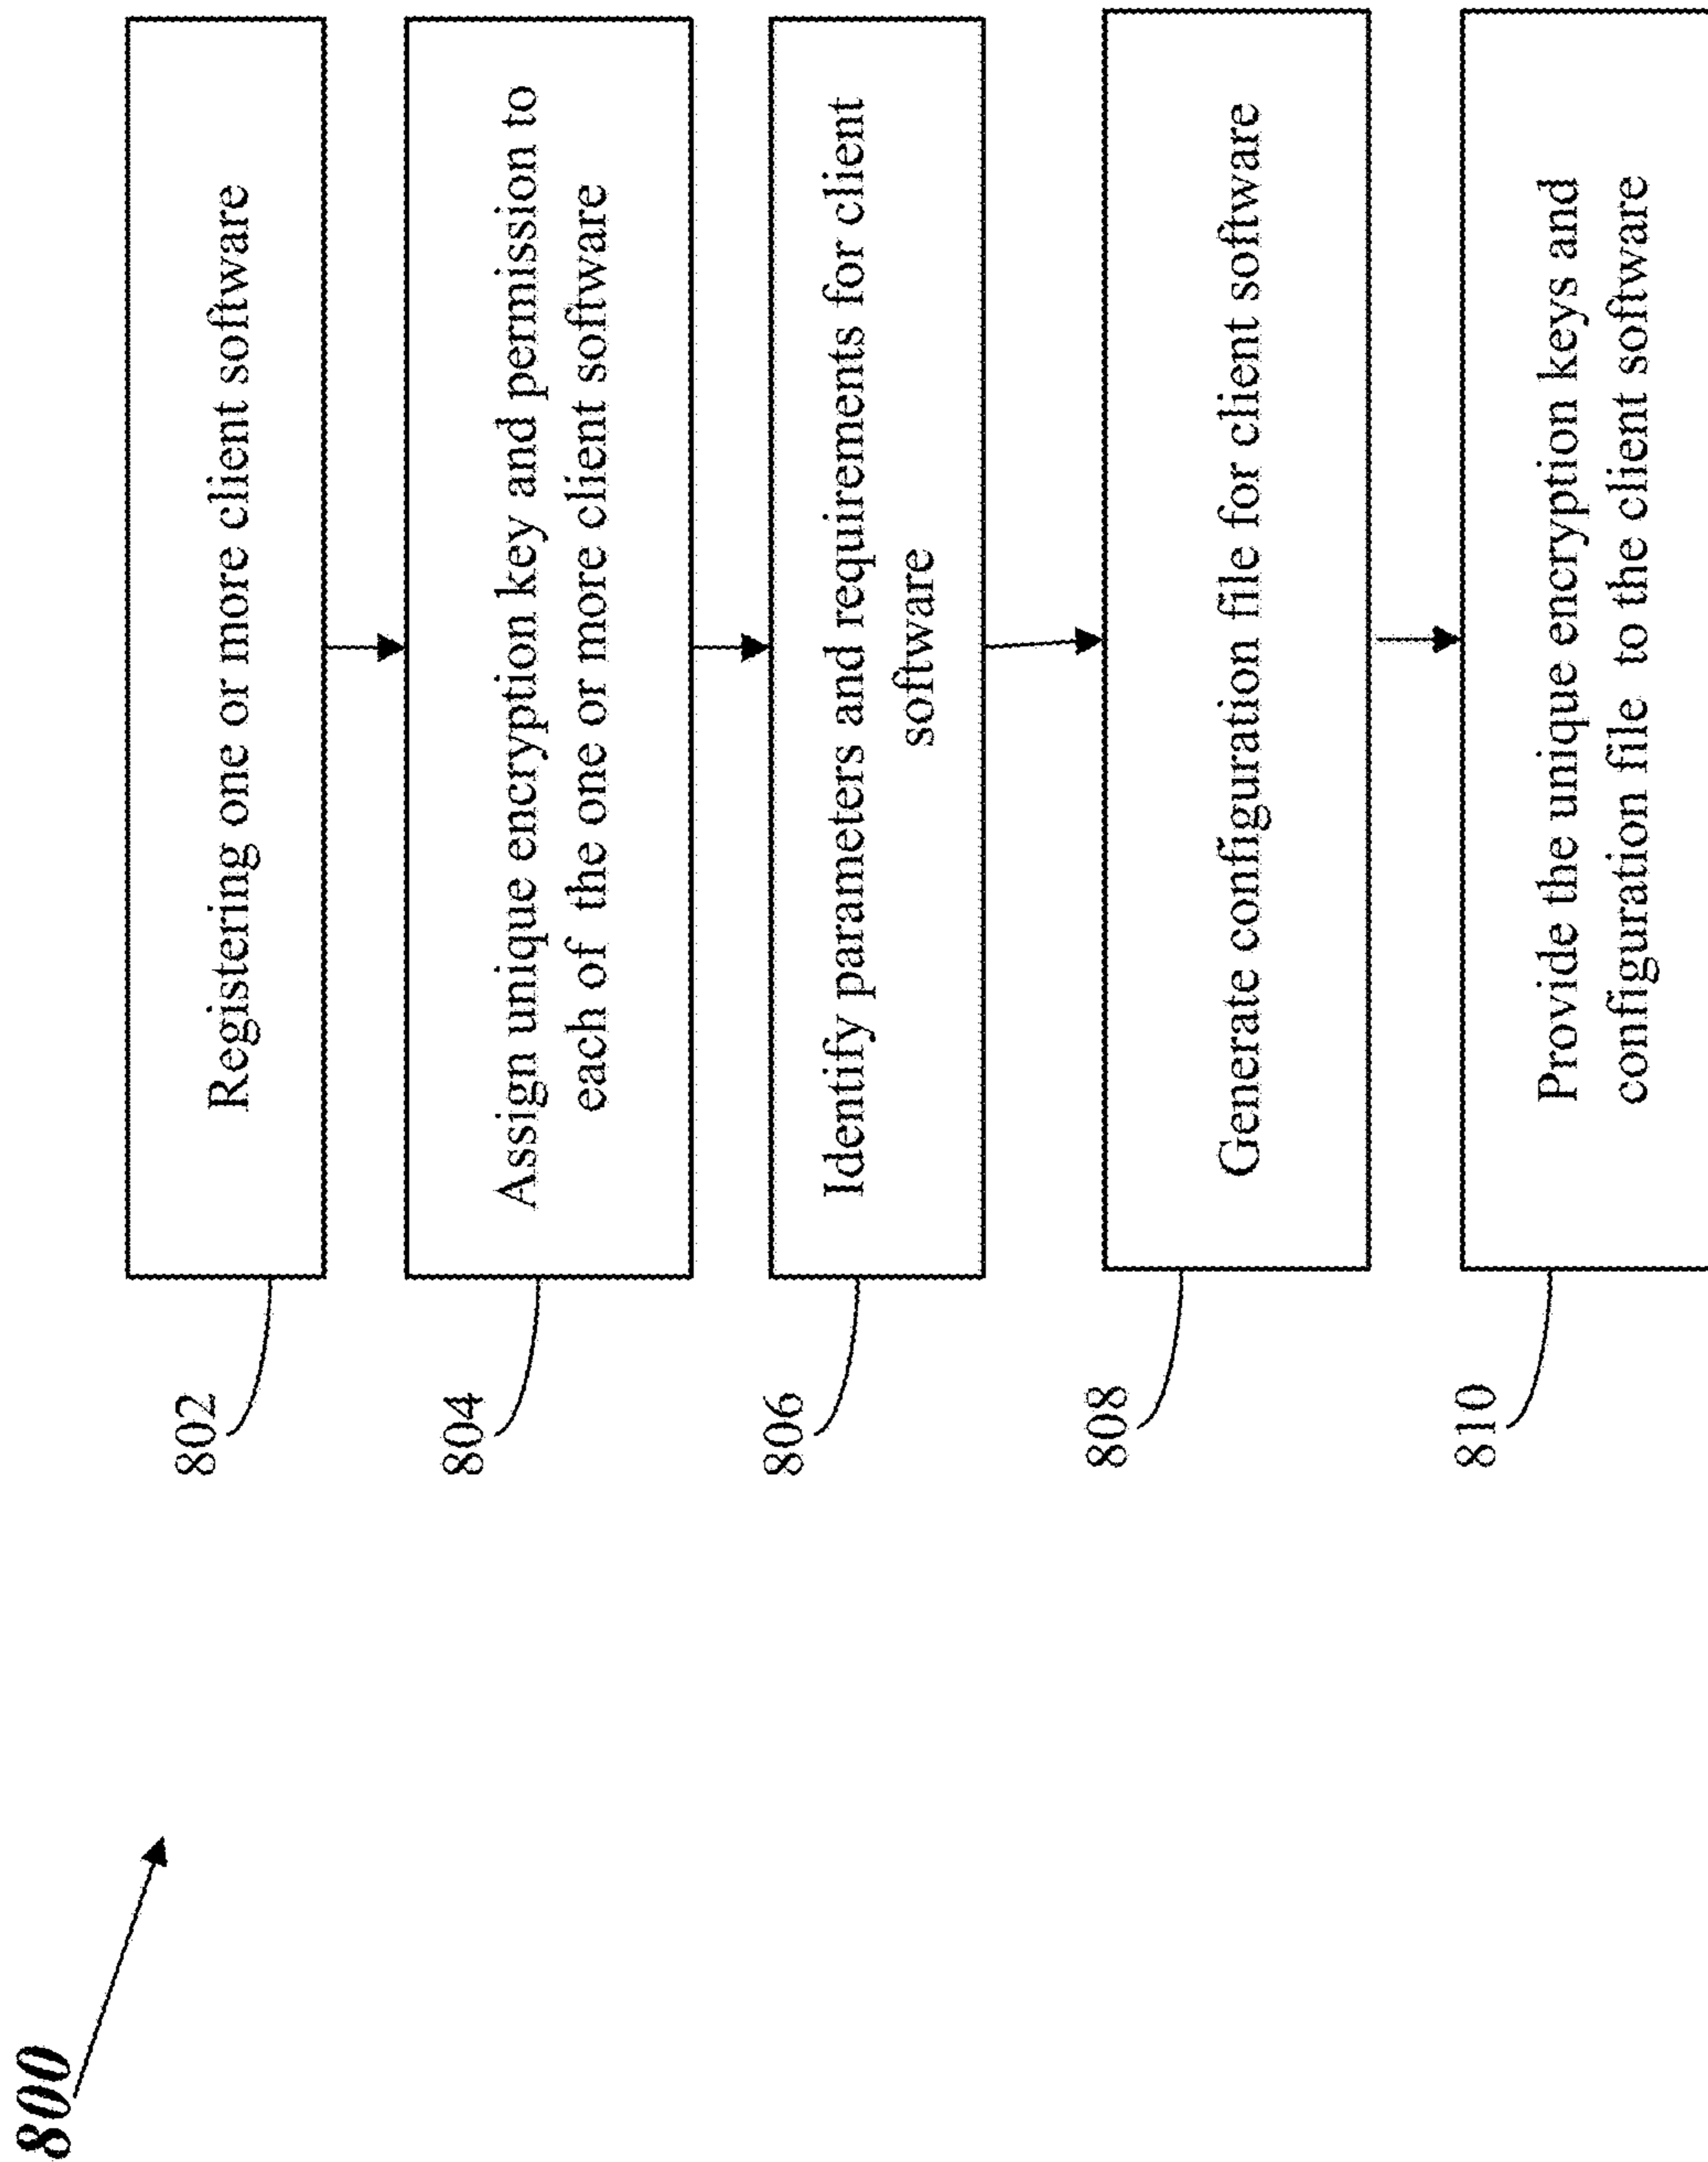 800
802
Registering one or more client software
804
Assign unique encryption key and permission to
each of the one or more client software
806
Identify parameters and requirements for client
software
808
Generate configuration file for client software
810
Provide the unique encryption keys and
configuration file to the client software